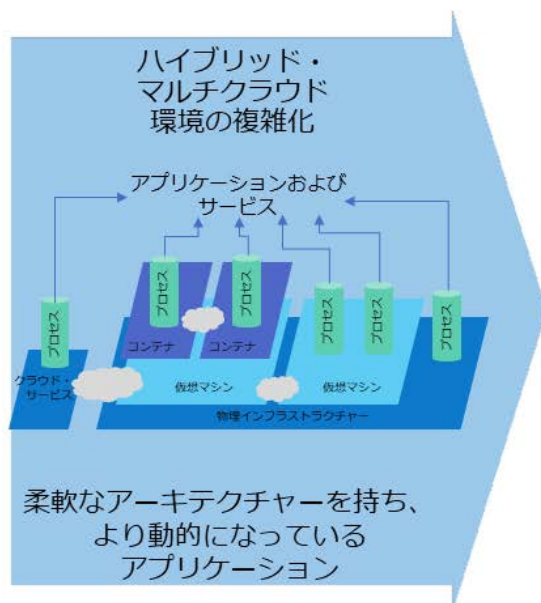 ハイブリッド・
マルチクラウド
環境の複雑化
アプリケーションおよび
サービス
プロセス
プロセス
プロセス
プロセス
プロセス
プロセス
コンテナ
コンテナ
クラウド・
サービス
仮想マシン
仮想マシン
物理インフラストラクチャー
柔軟なアーキテクチャーを持ち、
より動的になっている
アプリケーション